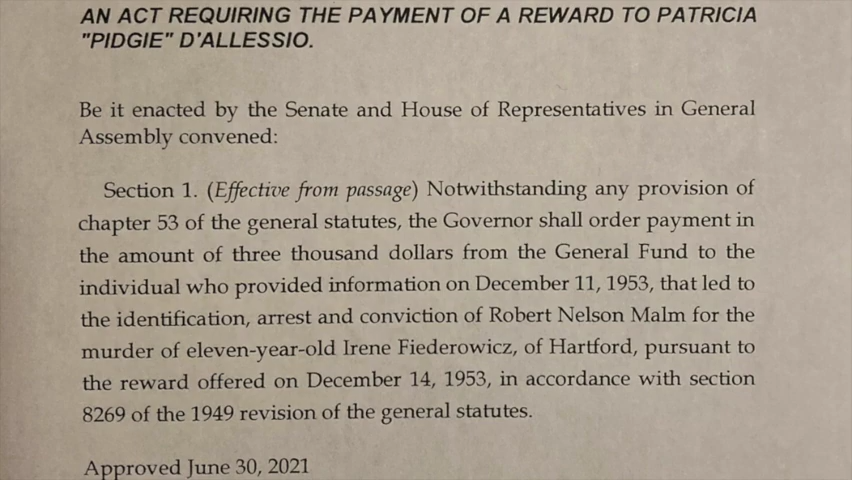 AN ACT REQUIRING THE PAYMENT OF A REWARD TO PATRICIA
"PIDGIE" D'ALLESSIO.
Be it enacted by the Senate and House of Representatives in General
Assembly convened:
Section 1. (Effective from passage) Notwithstanding any provision of
chapter 53 of the general statutes, the Governor shall order payment in
the amount of three thousand dollars from the General Fund to the
individual who provided information on December 11, 1953, that led to
the identification, arrest and conviction of Robert Nelson Malm for the
murder of eleven-year-old Irene Fiederowicz, of Hartford, pursuant to
the reward offered on December 14, 1953, in accordance with section
8269 of the 1949 revision of the general statutes.
Approved June 30, 2021